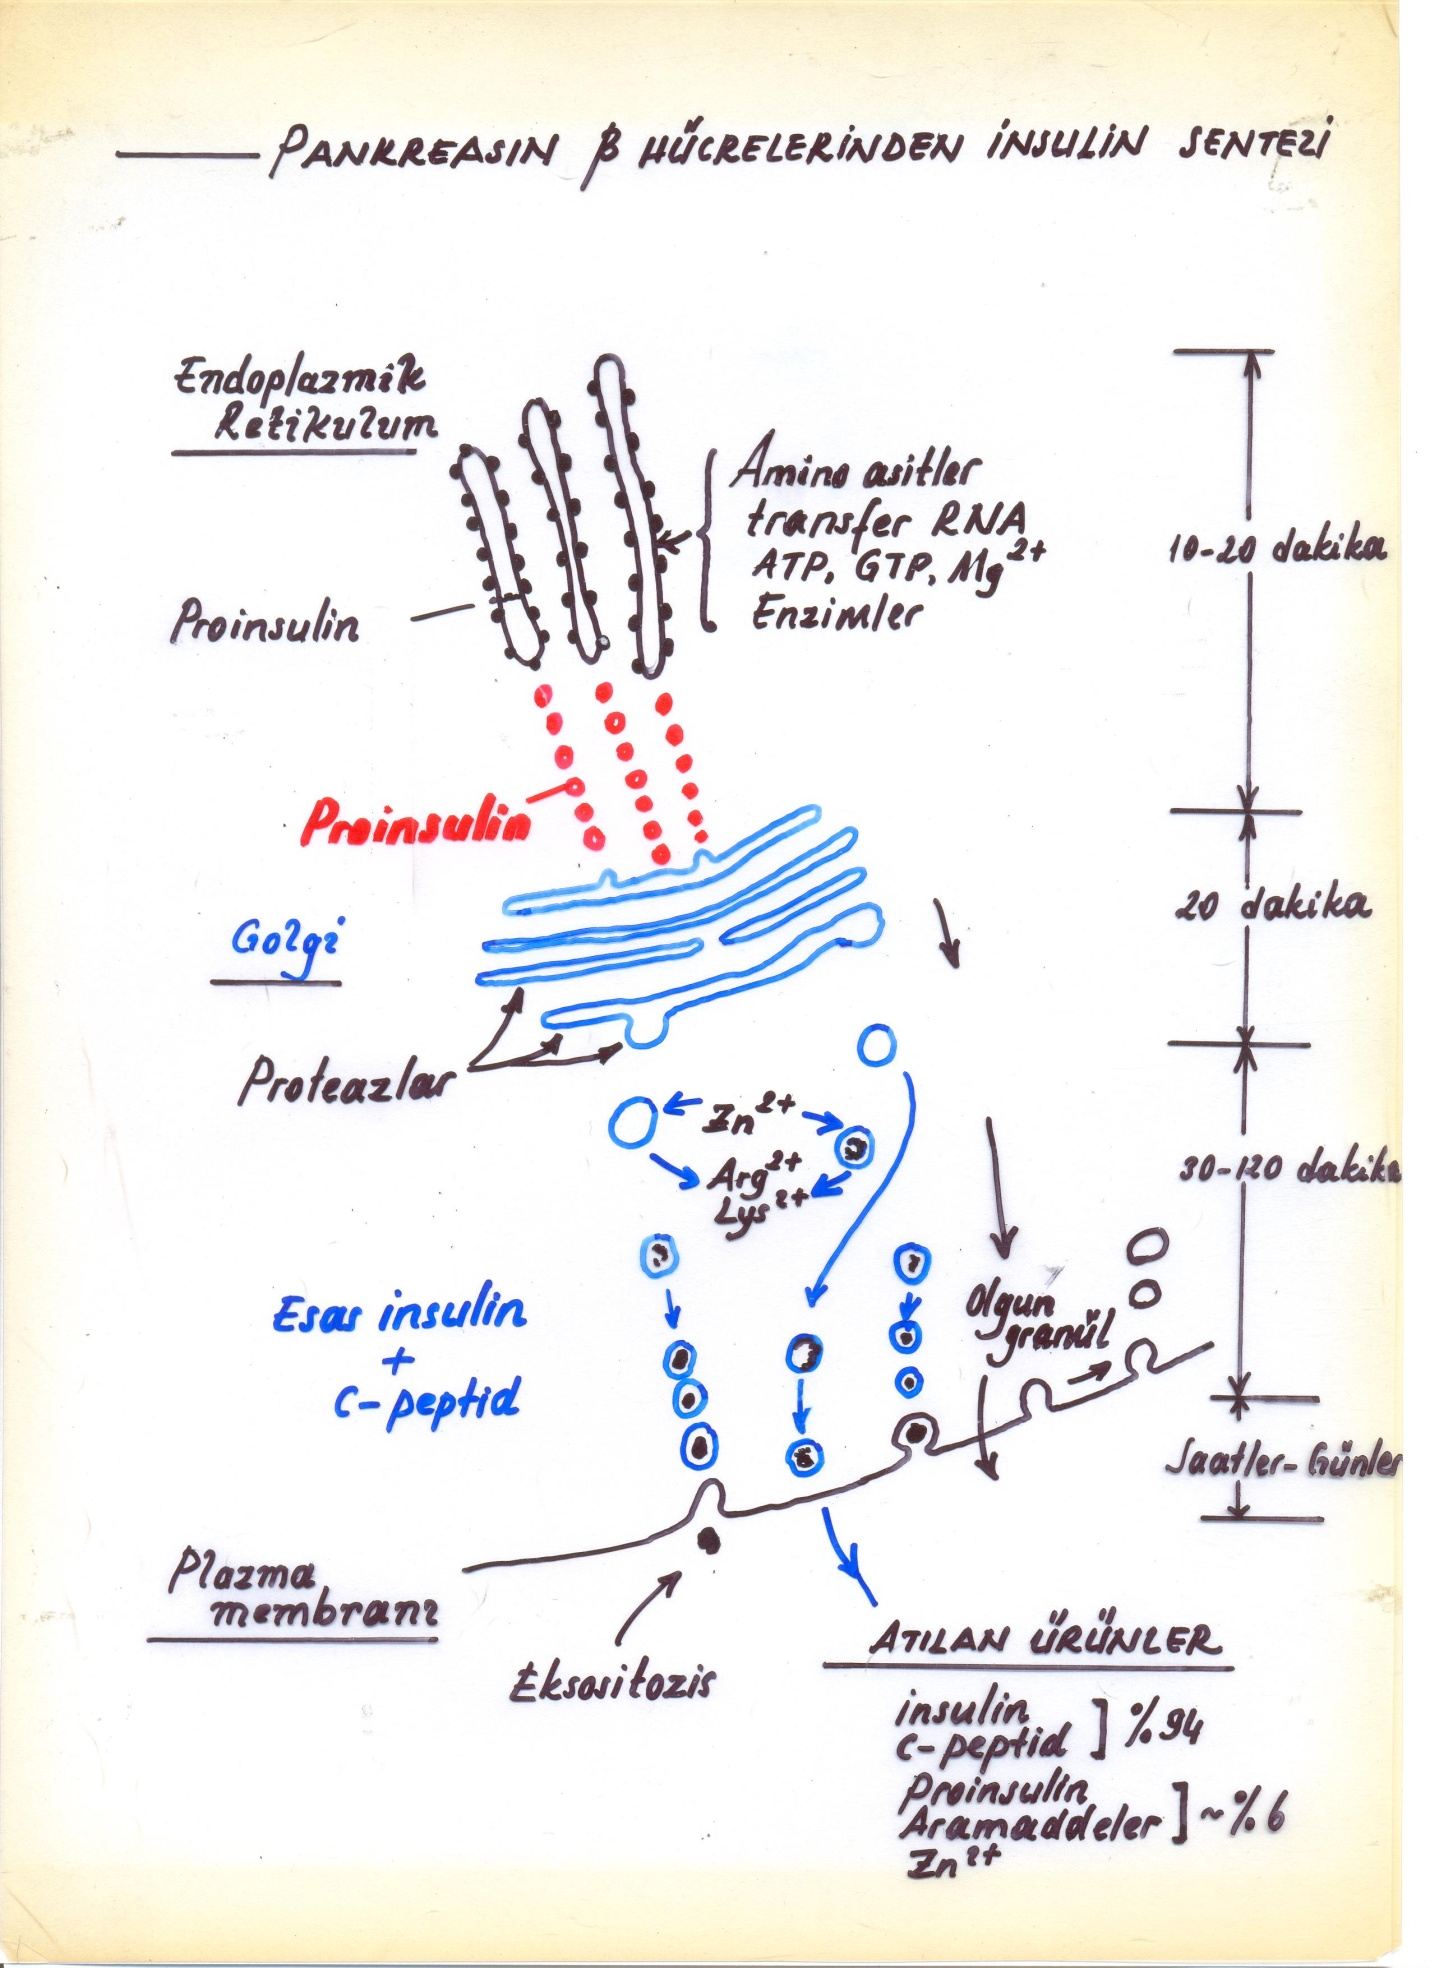 PANKREASIN β HÜCRELERİNDEN İNSULİN SENTEZİ
Endoplazmik
Retikulum
Amino asitler
transfer RNA
ATP, GTP, Mg2+
Enzimler
10-20 dakika
Proinsulin
Proinsulin
20 dakika
Golgi
Proteazlar
Zn2+
Arg2+
Lys2+
30-120 dakika
Esas insulin
+
C-peptid
Olgun
granül
Saatler-Günler
Plazma
membranı
Eksositozis
ATILAN ÜRÜNLER
insulin
C-peptid ] %94
Proinsulin
Aramaddeler ] ~%6
Zn2+